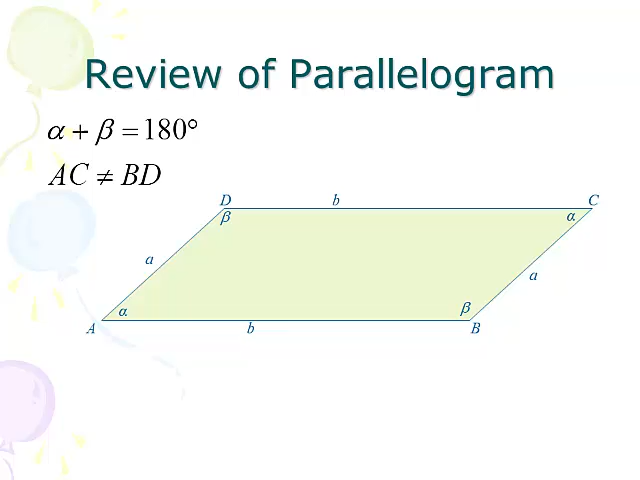 Review of Parallelogram
α + β = 180°
AC ≠ BD
D b C
β α
a a
α β
A b B